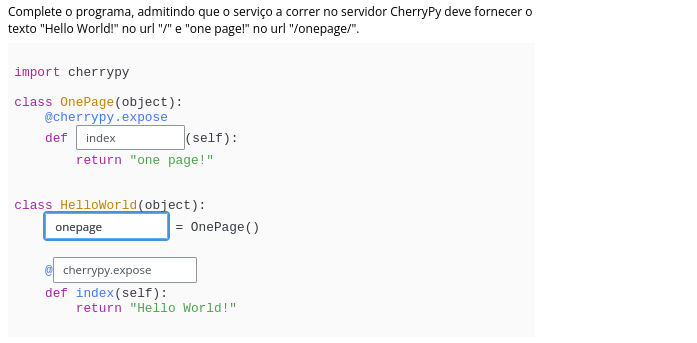 Complete o programa, admitindo que o serviço a correr no servidor CherryPy deve fornecer o
texto "Hello World!" no url "/" e "one page!" no url "/onepage/".
import cherrypy
class OnePage(object):
@cherrypy.expose
def index(self):
return "one page!"
class HelloWorld(object):
onepage = OnePage()
@cherrypy.expose
def index(self):
return "Hello World!"